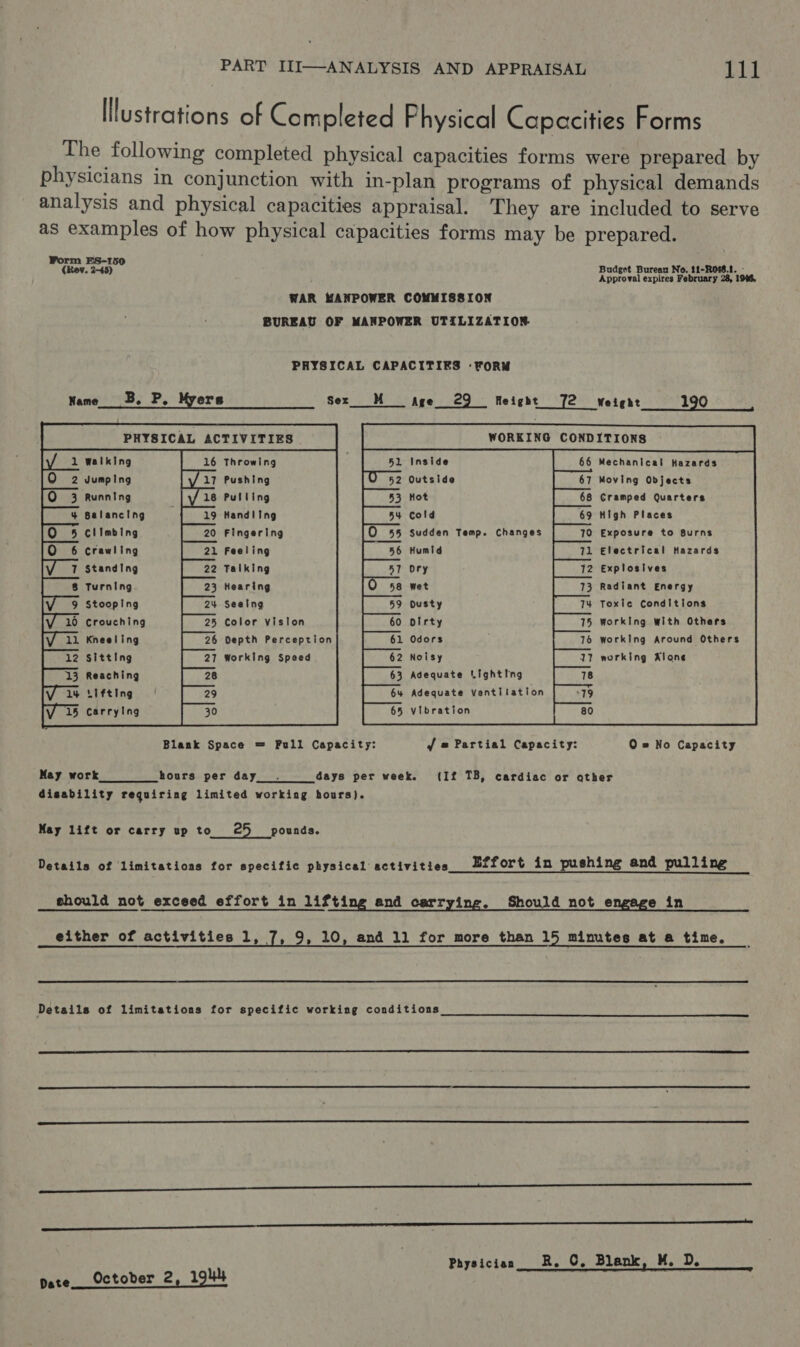 PART III—ANALYSIS AND APPRAISAL 111
Illustrations of Completed Physical Capacities Forms
The following completed physical capacities forms were prepared by
physicians in conjunction with in-plan programs of physical demands
analysis and physical capacities appraisal. They are included to serve
as examples of how physical capacities forms may be prepared.
Form ES-150
(Rev. 2-45)
Budget Bureau No. 11-R048.1.
Approval expires February 28, 1946.
WAR MANPOWER COMMISSION
BUREAU OF MANPOWER UTILIZATION
PHYSICAL CAPACITIES FORM
Name B. P. Myers Sex M Age 29 Height 72 Weight 190
PHYSICAL ACTIVITIES WORKING CONDITIONS
√ 1 Walking 16 Throwing 51 Inside 66 Mechanical Hazards
O 2 Jumping √ 17 Pushing O 52 Outside 67 Moving Objects
O 3 Running √ 18 Pulling 53 Hot 68 Cramped Quarters
4 Balancing 19 Handling 54 Cold 69 High Places
O 5 Climbing 20 Fingering O 55 Sudden Temp. Changes 70 Exposure to Burns
O 6 Crawling 21 Feeling 56 Humid 71 Electrical Hazards
√ 7 Standing 22 Talking 57 Dry 72 Explosives
8 Turning 23 Hearing O 58 Wet 73 Radiant Energy
√ 9 Stooping 24 Seeing 59 Dusty 74 Toxic Conditions
√ 10 Crouching 25 Color Vision 60 Dirty 75 Working With Others
√ 11 Kneeling 26 Depth Perception 61 Odors 76 Working Around Others
12 Sitting 27 Working Speed 62 Noisy 77 Working Alone
13 Reaching 28 63 Adequate Lighting 78
√ 14 Lifting 29 64 Adequate Ventilation 79
√ 15 Carrying 30 65 Vibration 80
Blank Space = Full Capacity: √ = Partial Capacity: O = No Capacity
May work hours per day days per week. (If TB, cardiac or other
disability requiring limited working hours).
May lift or carry up to 25 pounds.
Details of limitations for specific physical activities Effort in pushing and pulling
should not exceed effort in lifting and carrying. Should not engage in
either of activities 1, 7, 9, 10, and 11 for more than 15 minutes at a time.
Details of limitations for specific working conditions
Physician R. O. Blank, M. D.
Date October 2, 1944